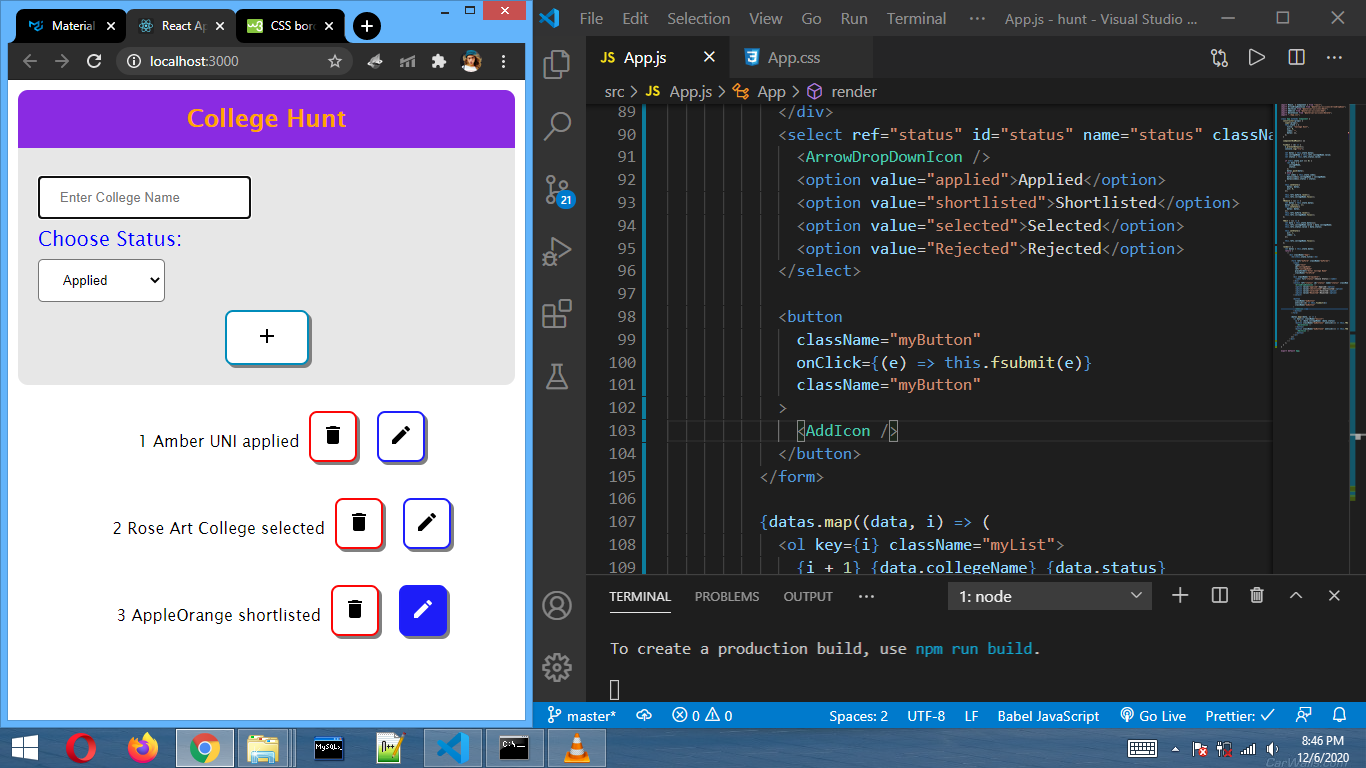 Material
React Ap
CSS bor
localhost:3000
College Hunt
Enter College Name
Choose Status:
Applied
+
1 Amber UNI applied
2 Rose Art College selected
3 AppleOrange shortlisted
File Edit Selection View Go Run Terminal ··· App.js - hunt - Visual Studio ...
JS App.js
App.css
src > JS App.js > App > render
89 </div>
90 <select ref="status" id="status" name="status" classNa
91 <ArrowDropDownIcon />
92 <option value="applied">Applied</option>
93 <option value="shortlisted">Shortlisted</option>
94 <option value="selected">Selected</option>
95 <option value="Rejected">Rejected</option>
96 </select>
97
98 <button
99 className="myButton"
100 onClick={(e) => this.fsubmit(e)}
101 className="myButton"
102 >
103 <AddIcon />
104 </button>
105 </form>
106
107 {datas.map((data, i) => (
108 <ol key={i} className="myList">
109 {i + 1} {data.collegeName} {data.status}
21
TERMINAL PROBLEMS OUTPUT ··· 1: node
To create a production build, use npm run build.
master* 0 0 Spaces: 2 UTF-8 LF Babel JavaScript Go Live Prettier: ✓
MySQL
C:\_
8:46 PM
12/6/2020